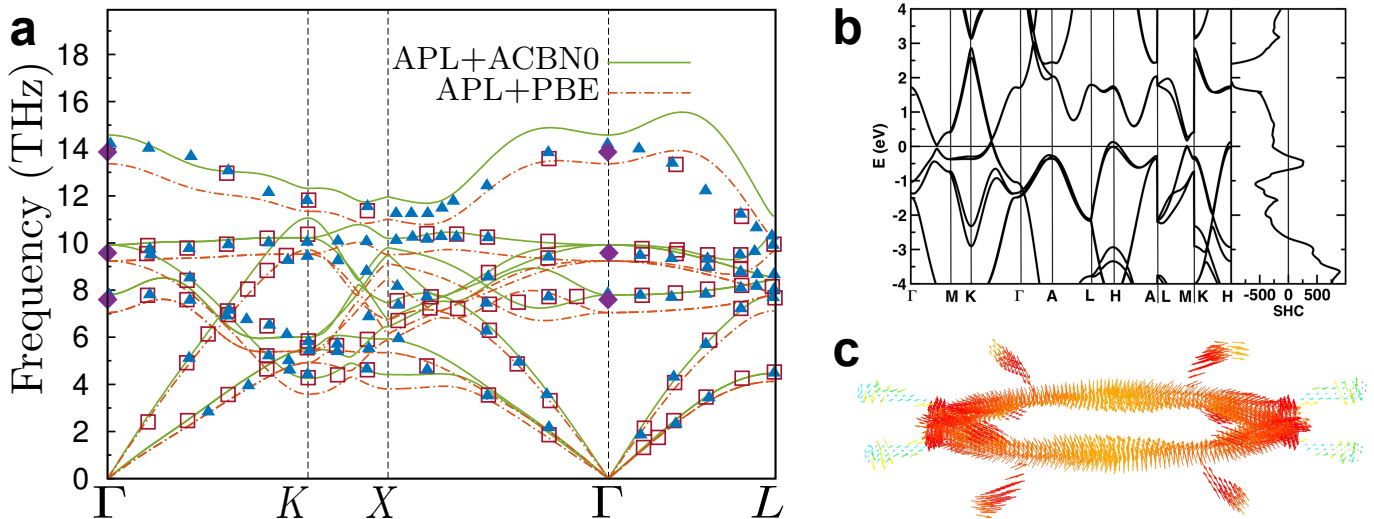 a
Frequency (THz)
18
16
14
12
10
8
6
4
2
0
APL+ACBN0
APL+PBE
Γ K X Γ L
b
E (eV)
4
3
2
1
0
-1
-2
-3
-4
Γ M K Γ A L H A L M K H
-500 0 500
SHC
c